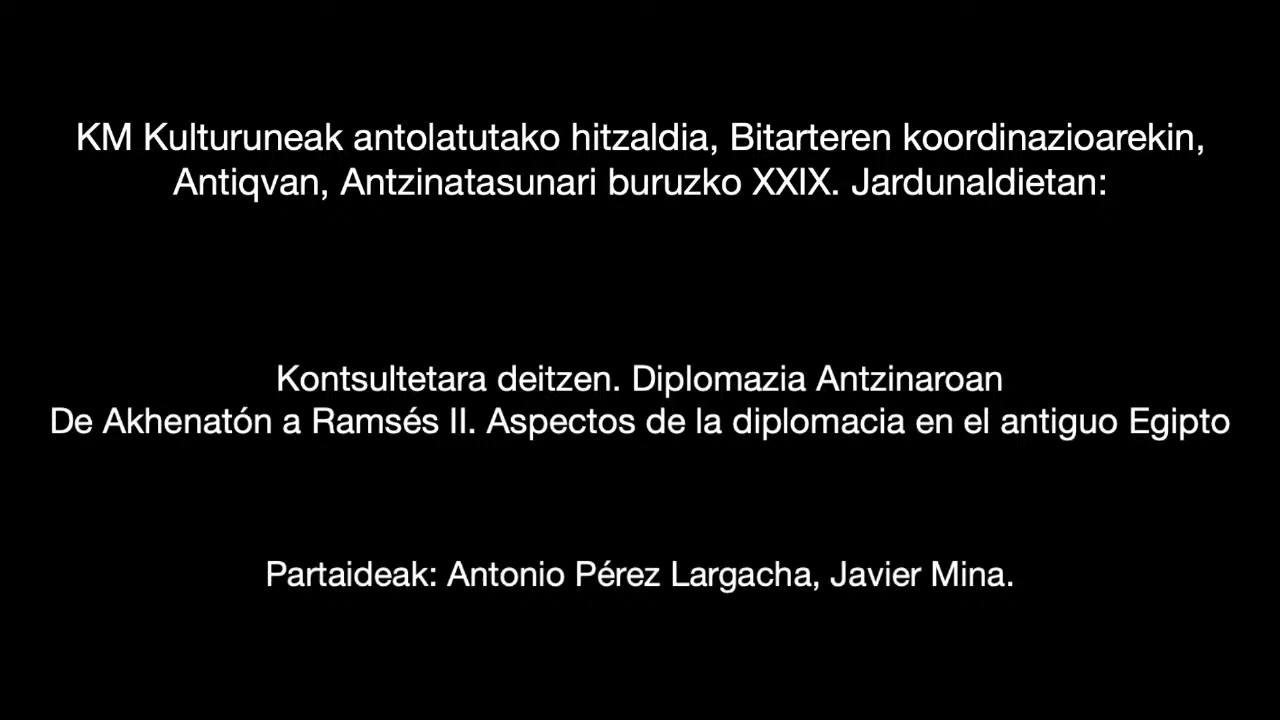 KM Kulturuneak antolatutako hitzaldia, Bitarteren koordinazioarekin,
Antiqvan, Antzinatasunari buruzko XXIX. Jardunaldietan:
Kontsultetara deitzen. Diplomazia Antzinaroan
De Akhenatón a Ramsés II. Aspectos de la diplomacia en el antiguo Egipto
Partaideak: Antonio Pérez Largacha, Javier Mina.